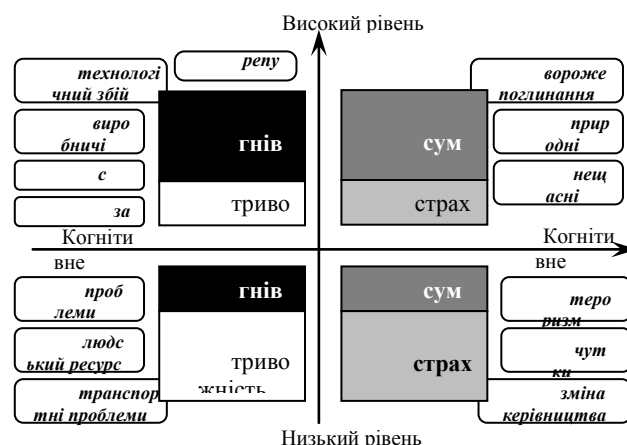 Високий рівень
репу
технологі
чний збій
виро
бничі
с
за
гнів
триво
вороже
поглинання
прир
одні
нещ
асні
сум
страх
Когніти
вне
Когніти
вне
проб
леми
людс
ький ресурс
транспор
тні проблеми
гнів
триво
жність
сум
страх
теро
ризм
чут
ки
зміна
керівництва
Низький рівень